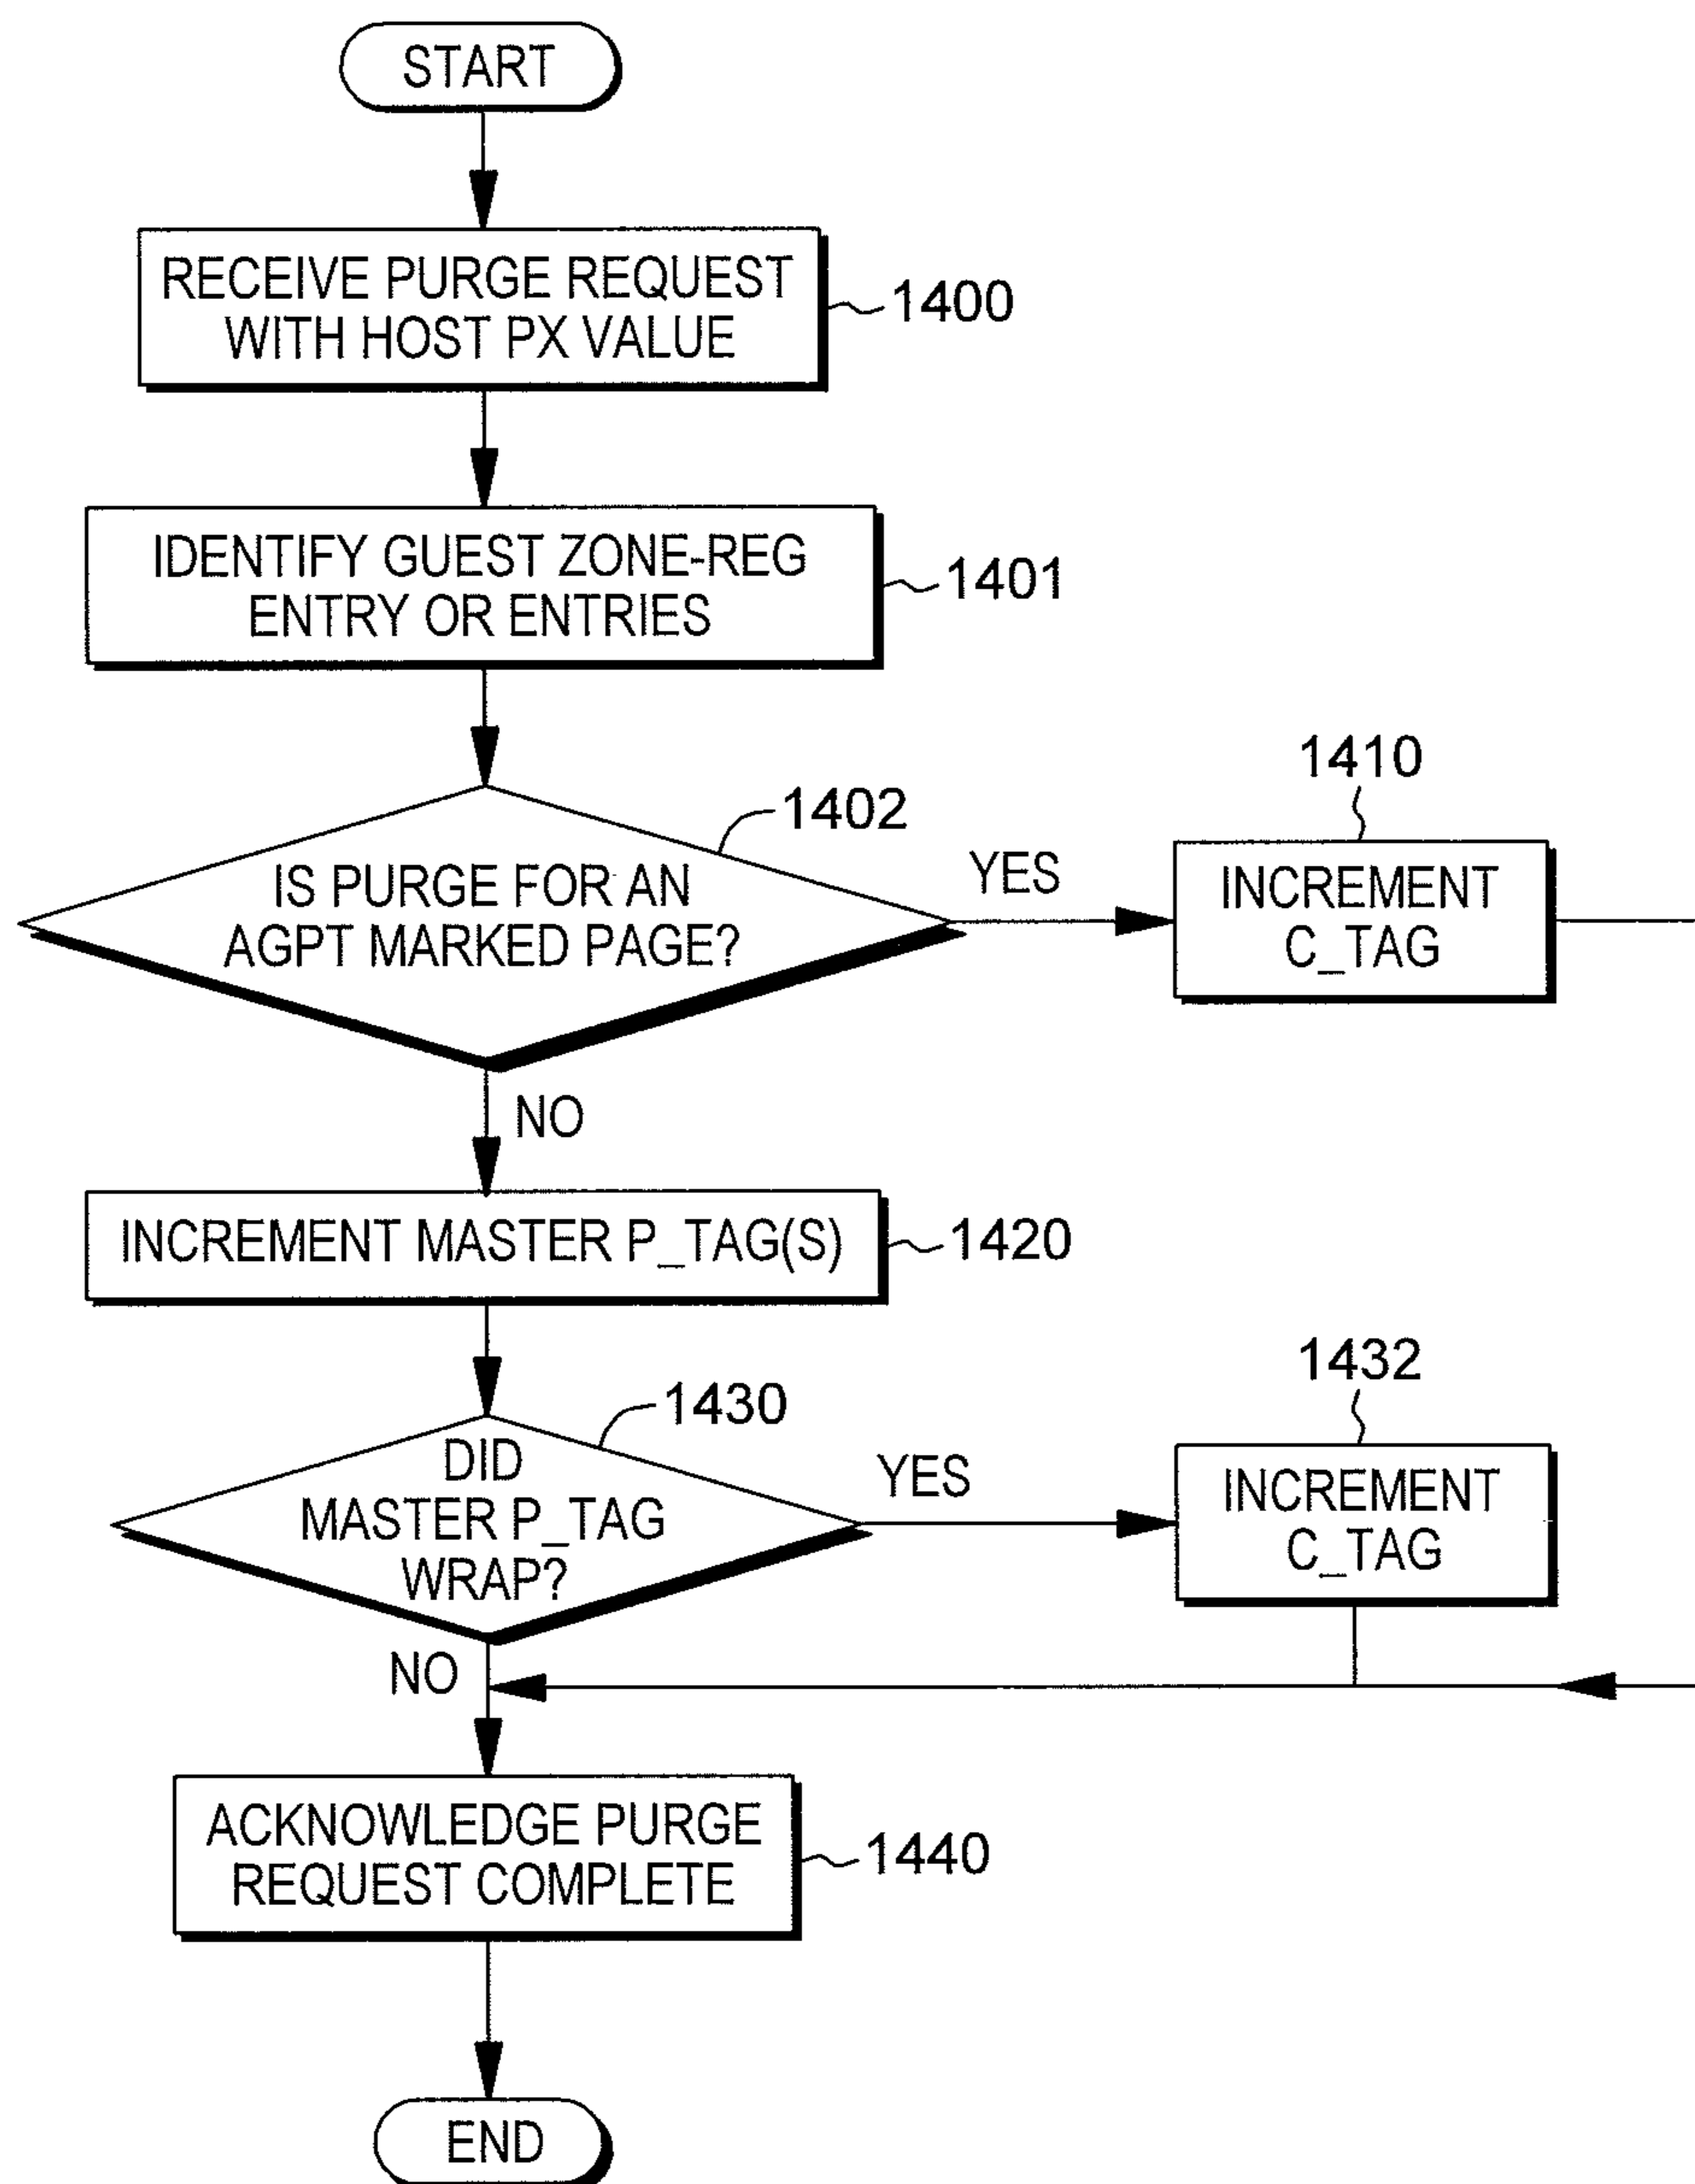 START
RECEIVE PURGE REQUEST
WITH HOST PX VALUE
1400
IDENTIFY GUEST ZONE-REG
ENTRY OR ENTRIES
1401
1402
IS PURGE FOR AN
AGPT MARKED PAGE?
YES
1410
INCREMENT
C_TAG
NO
INCREMENT MASTER P_TAG(S)
1420
1430
DID
MASTER P_TAG
WRAP?
YES
1432
INCREMENT
C_TAG
NO
ACKNOWLEDGE PURGE
REQUEST COMPLETE
1440
END